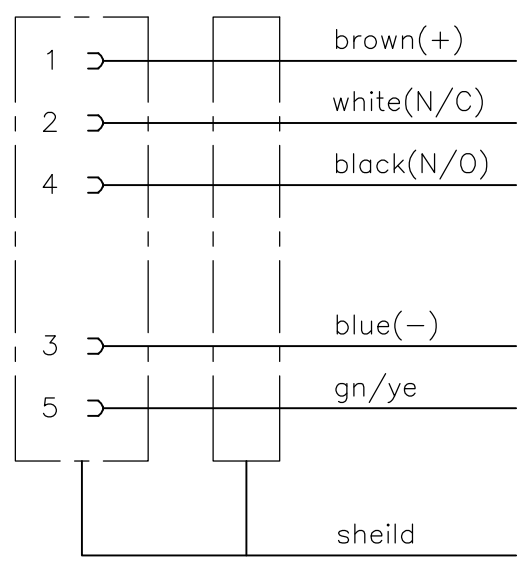 1 brown(+)
2 white(N/C)
4 black(N/O)
3 blue(−)
5 gn/ye
sheild